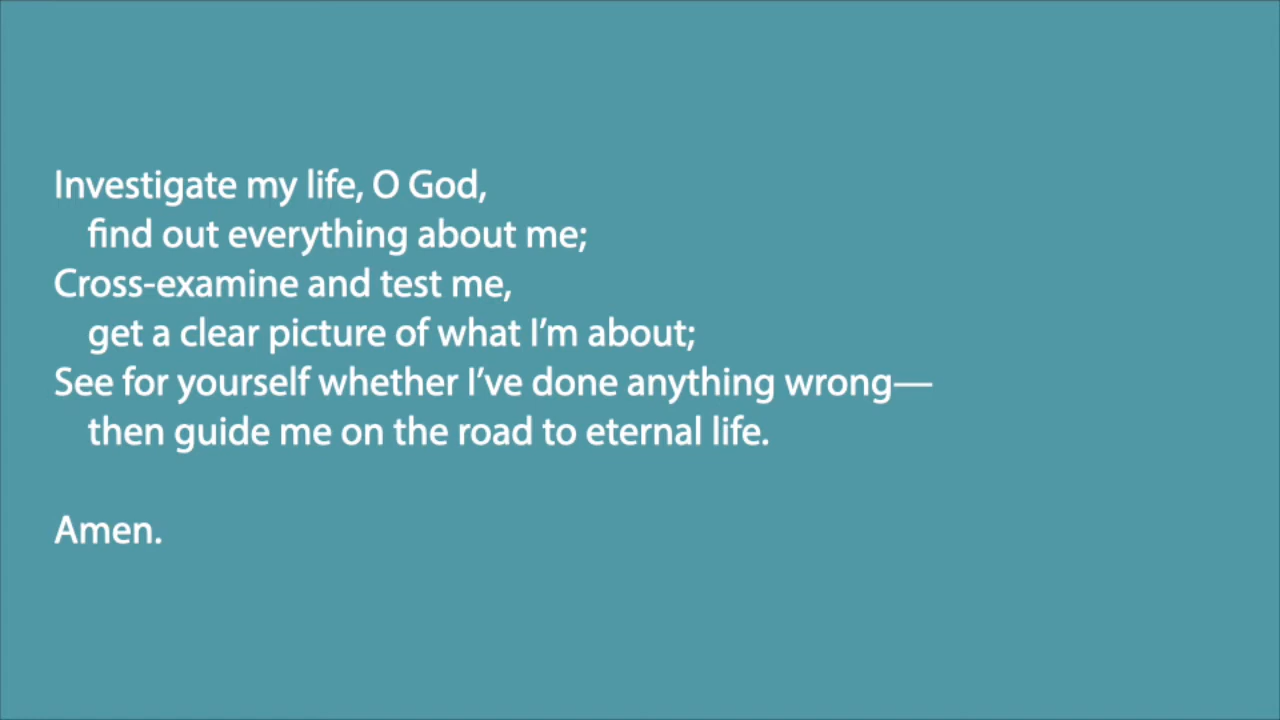 Investigate my life, O God,
find out everything about me;
Cross-examine and test me,
get a clear picture of what I’m about;
See for yourself whether I’ve done anything wrong—
then guide me on the road to eternal life.
Amen.